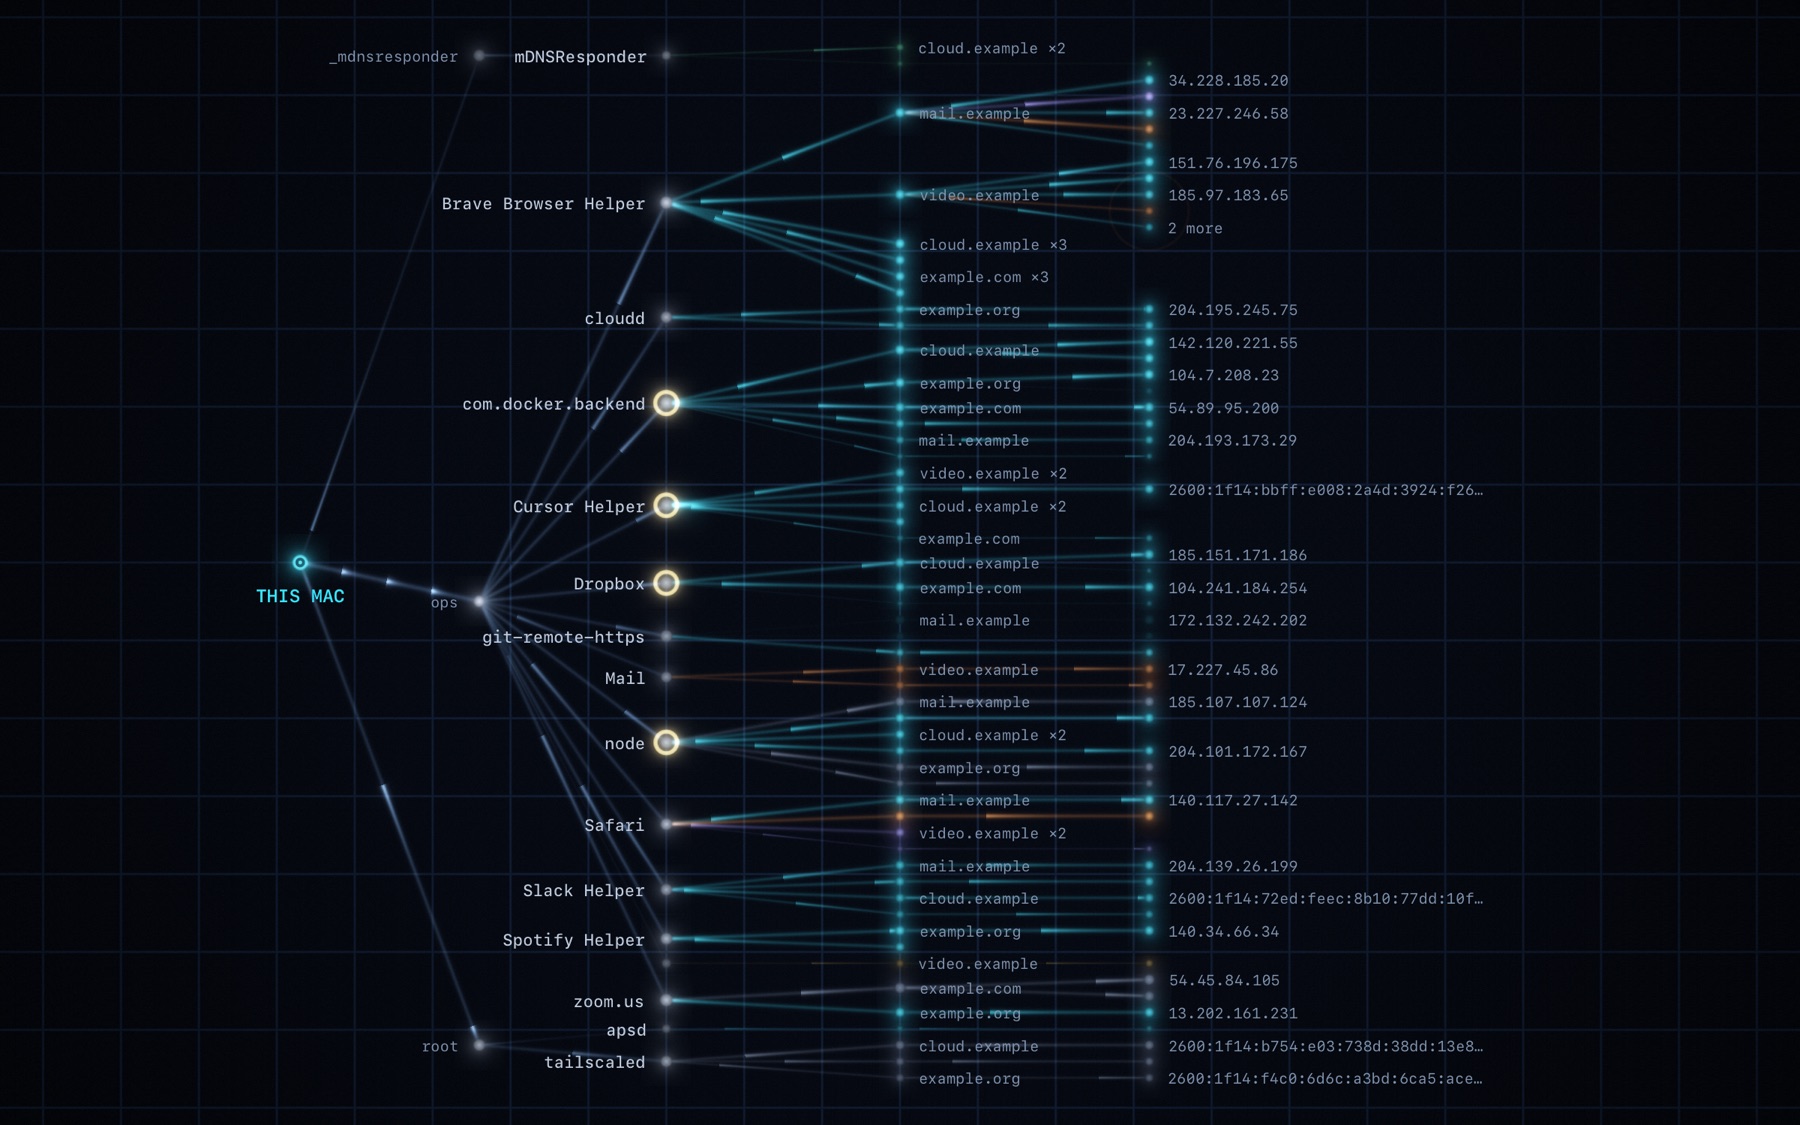 cloud.example ×2
_mdnsresponder
mDNSResponder
34.228.185.20
mail.example
23.227.246.58
151.76.196.175
video.example
185.97.183.65
Brave Browser Helper
2 more
cloud.example ×3
example.com ×3
example.org
204.195.245.75
cloudd
142.120.221.55
cloud.example
104.7.208.23
example.org
com.docker.backend
example.com
54.89.95.200
mail.example
204.193.173.29
video.example ×2
2600:1f14:bbff:e008:2a4d:3924:f26…
Cursor Helper
cloud.example ×2
example.com
185.151.171.186
cloud.example
Dropbox
example.com
104.241.184.254
THIS MAC
ops
mail.example
172.132.242.202
git-remote-https
video.example
17.227.45.86
Mail
mail.example
185.107.107.124
cloud.example ×2
node
204.101.172.167
example.org
mail.example
140.117.27.142
Safari
video.example ×2
mail.example
204.139.26.199
Slack Helper
cloud.example
2600:1f14:72ed:feec:8b10:77dd:10f…
example.org
140.34.66.34
Spotify Helper
video.example
54.45.84.105
example.com
zoom.us
example.org
13.202.161.231
apsd
root
cloud.example
2600:1f14:b754:e03:738d:38dd:13e8…
tailscaled
example.org
2600:1f14:f4c0:6d6c:a3bd:6ca5:ace…